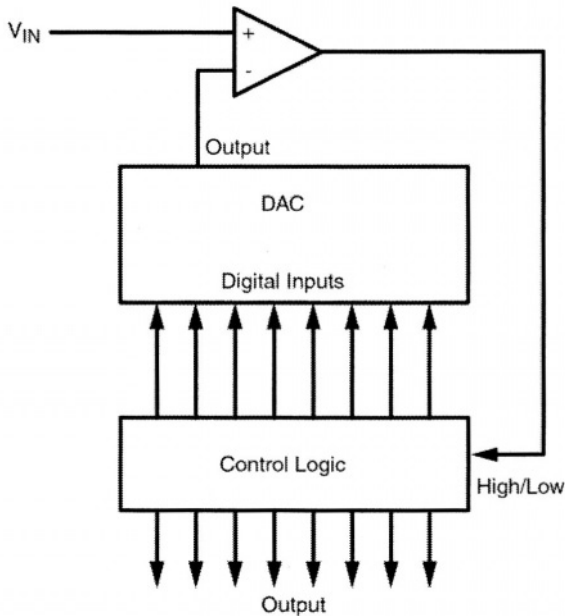 VIN
+
-
Output
DAC
Digital Inputs
Control Logic
High/Low
Output